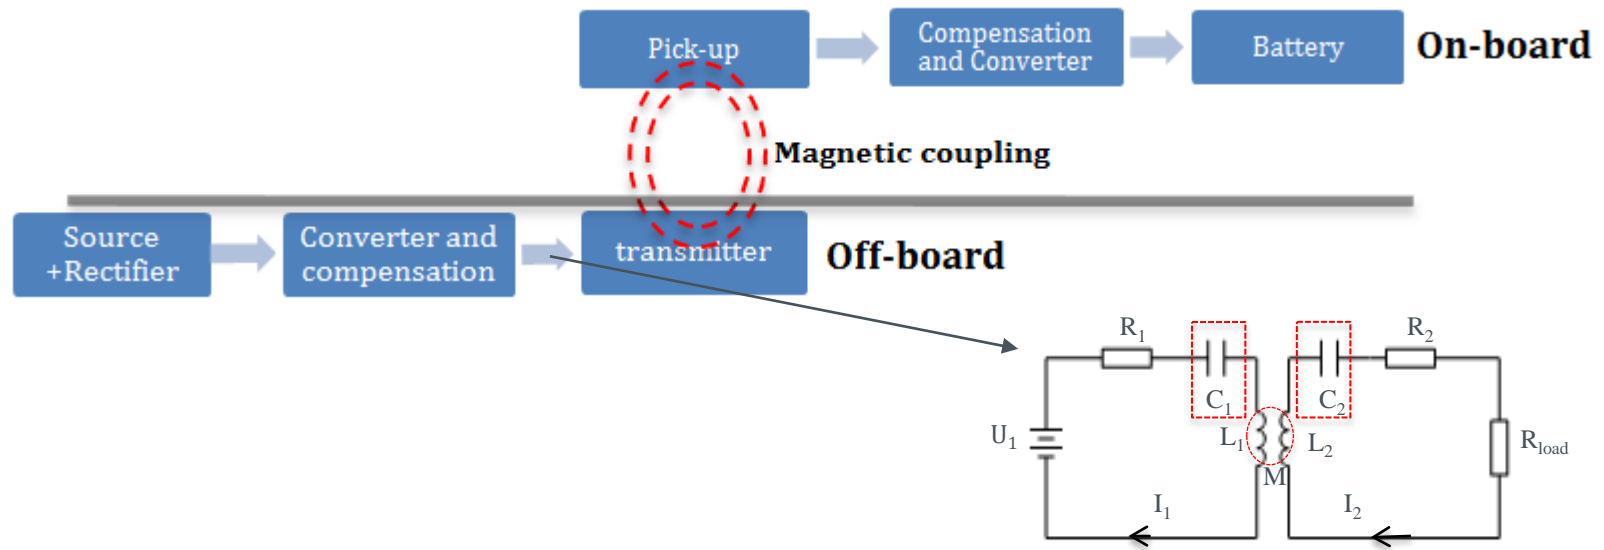 Pick-up
Compensation
and Converter
Battery
On-board
Magnetic coupling
Source
+Rectifier
Converter and
compensation
transmitter
Off-board
R1
C1
C2
R2
U1
L1
L2
M
Rload
I1
I2